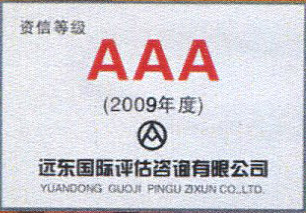 资信等级
AAA
(2009年度)
远东国际评估咨询有限公司
YUANDONG GUOJI PINGU ZIXUN CO.,LTD.